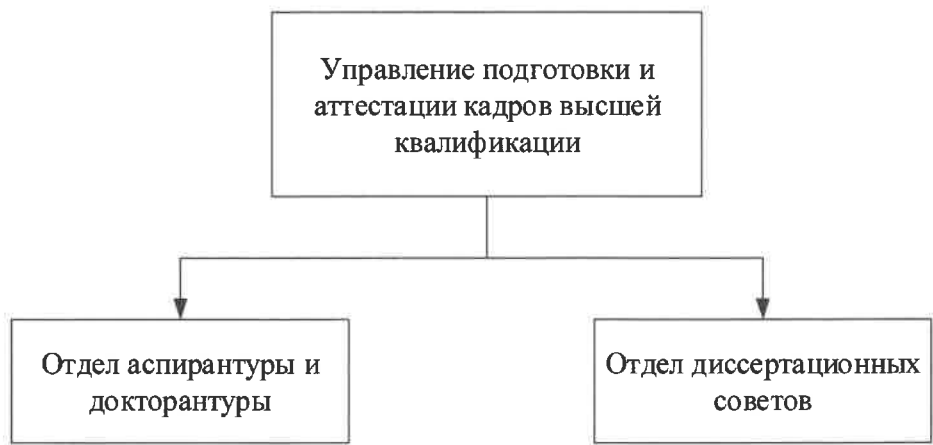 Управление подготовки и
аттестации кадров высшей
квалификации
Отдел аспирантуры и
докторантуры
Отдел диссертационных
советов